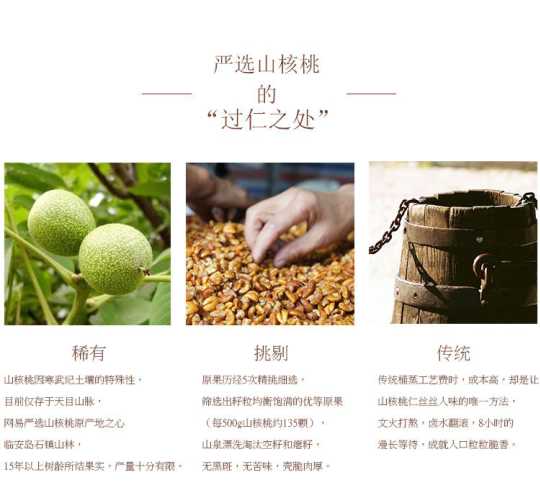 严选山核桃
的
“过仁之处”
稀有
山核桃因寒武纪土壤的特殊性，
目前仅存于天目山脉，
网易严选山核桃原产地之心
临安岛石镇山林，
15年以上树龄所结果实，产量十分有限。
挑剔
原果历经5次精挑细选，
筛选出籽粒均衡饱满的优等原果
（每500g山核桃约135颗），
山泉漂洗淘汰空籽和瘪籽，
无黑斑，无苦味，壳脆肉厚。
传统
传统桶蒸工艺费时，成本高，却是让
山核桃仁丝丝入味的唯一方法，
文火打熬，卤水翻滚，8小时的
漫长等待，成就入口粒粒脆香。